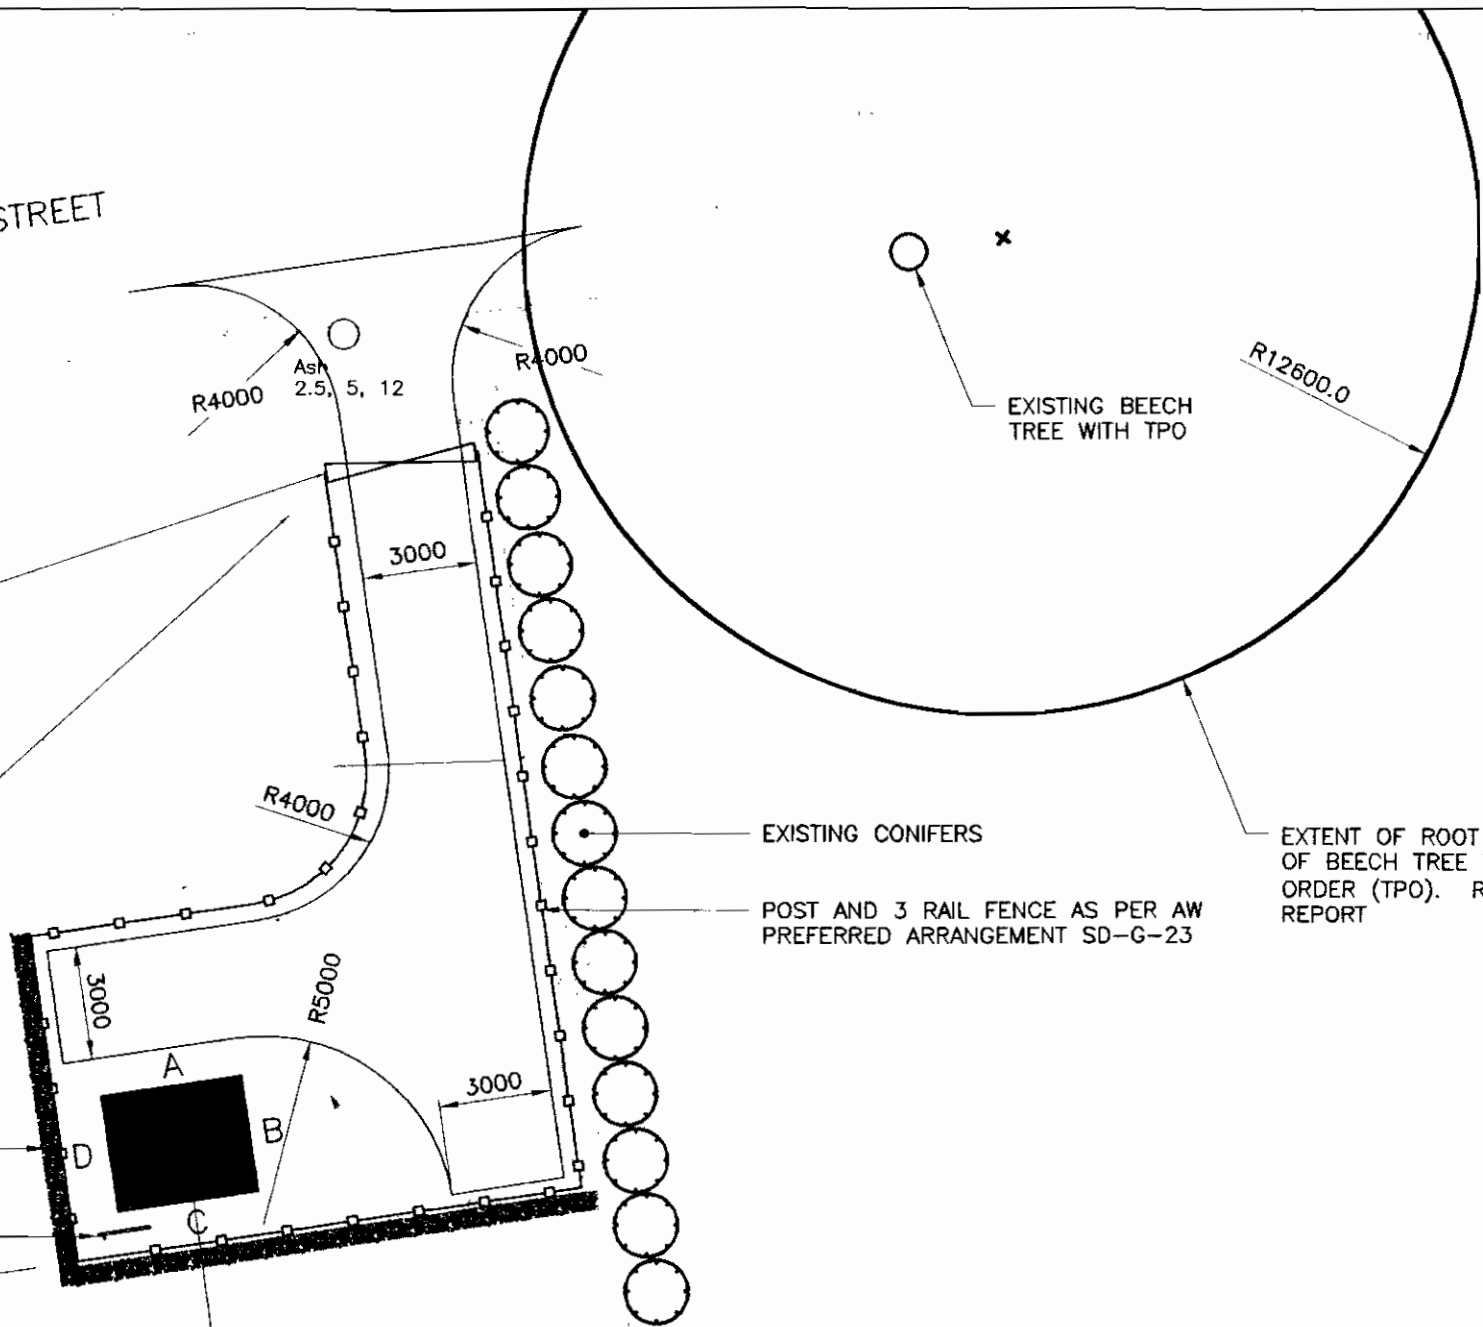 STREET
R4000
Ash
2.5, 5, 12
R4000
R12600.0
EXISTING BEECH
TREE WITH TPO
3000
R4000
EXISTING CONIFERS
POST AND 3 RAIL FENCE AS PER AW
PREFERRED ARRANGEMENT SD-G-23
EXTENT OF ROOT
OF BEECH TREE
ORDER (TPO). R
REPORT
3000
R5000
A
3000
B
D
C